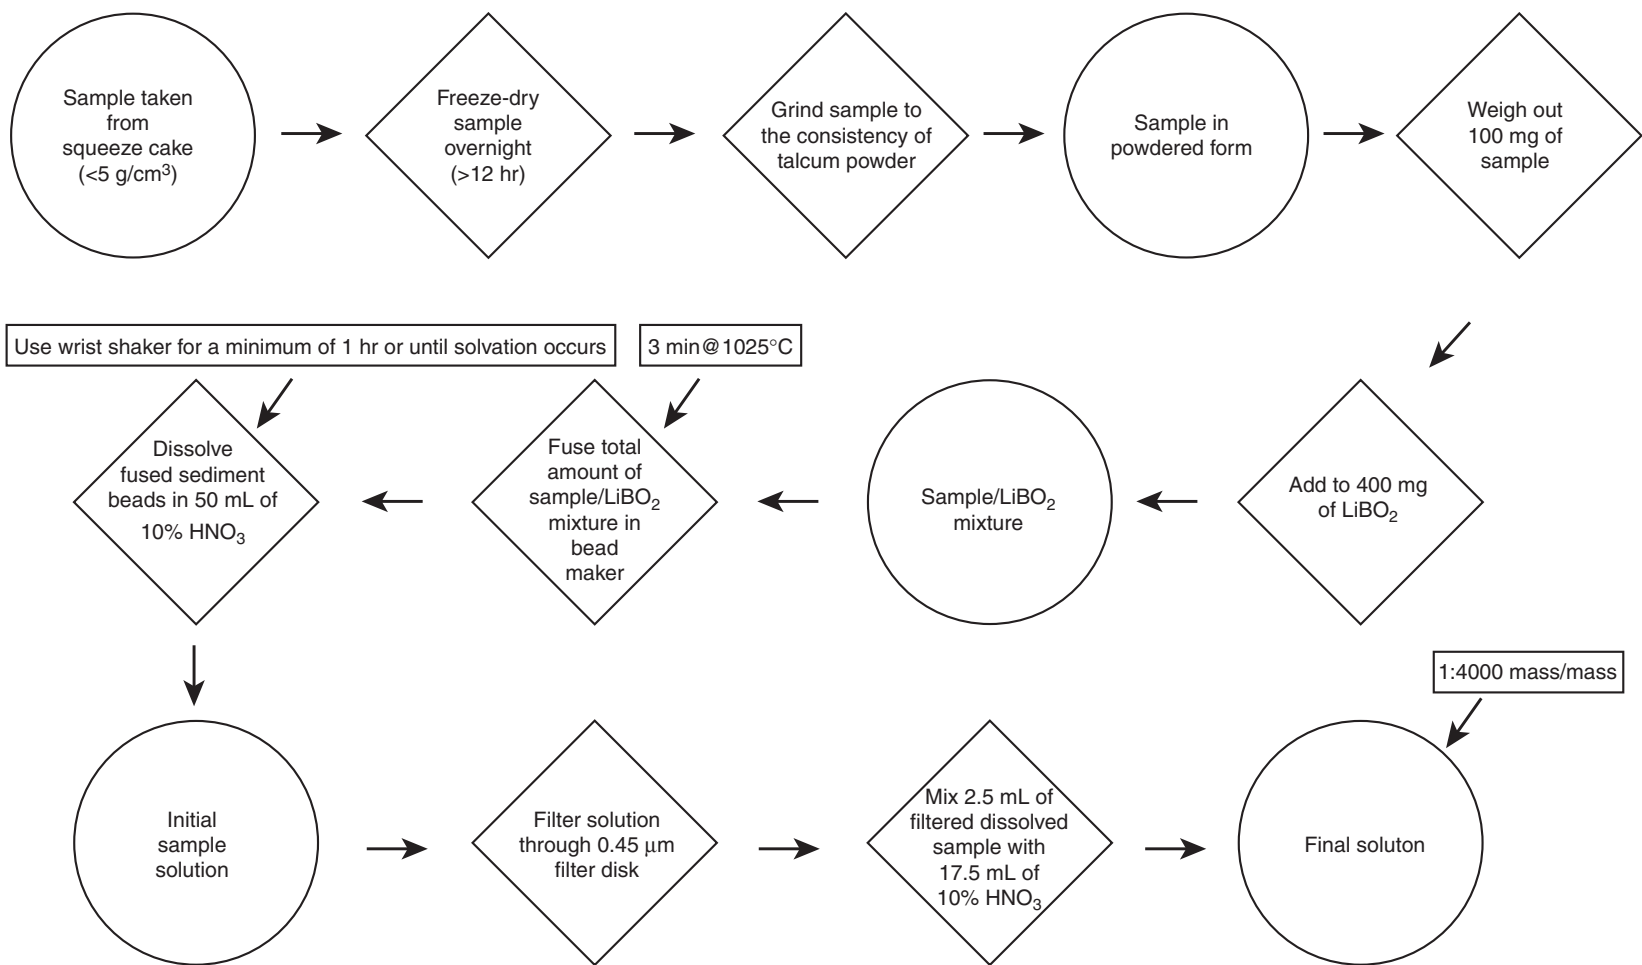 Sample taken
from
squeeze cake
(<5 g/cm³)
Freeze-dry
sample
overnight
(>12 hr)
Grind sample to
the consistency of
talcum powder
Sample in
powdered form
Weigh out
100 mg of
sample
Add to 400 mg
of LiBO₂
Sample/LiBO₂
mixture
3 min@1025°C
Fuse total
amount of
sample/LiBO₂
mixture in
bead
maker
Use wrist shaker for a minimum of 1 hr or until solvation occurs
Dissolve
fused sediment
beads in 50 mL of
10% HNO₃
Initial
sample
solution
Filter solution
through 0.45 µm
filter disk
Mix 2.5 mL of
filtered dissolved
sample with
17.5 mL of
10% HNO₃
1:4000 mass/mass
Final soluton